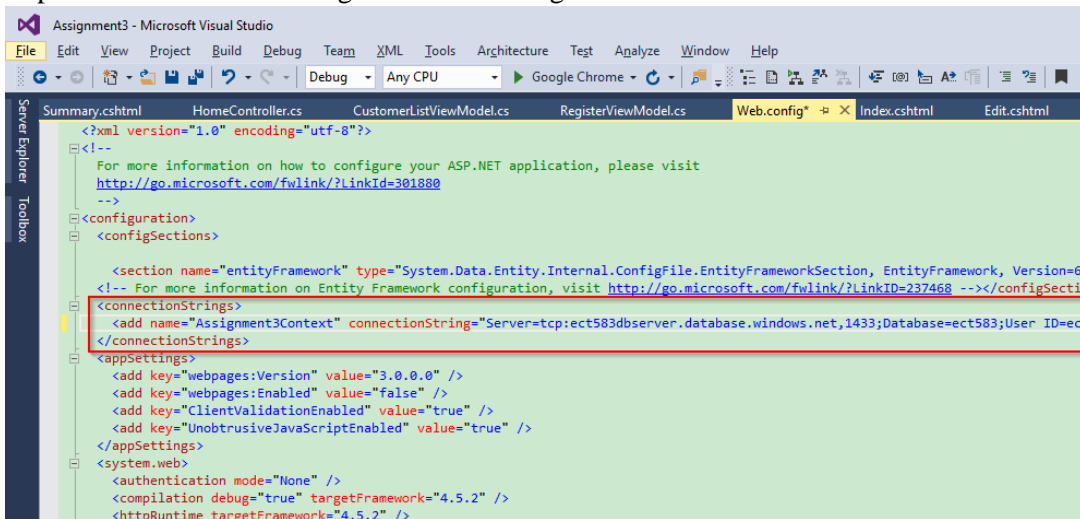 Assignment3 - Microsoft Visual Studio
File Edit View Project Build Debug Team XML Tools Architecture Test Analyze Window Help
Debug Any CPU Google Chrome
Server Explorer
Toolbox
Summary.cshtml HomeController.cs CustomerListViewModel.cs RegisterViewModel.cs Web.config* Index.cshtml Edit.cshtml
<?xml version="1.0" encoding="utf-8"?>
<!--
For more information on how to configure your ASP.NET application, please visit
http://go.microsoft.com/fwlink/?LinkId=301880
-->
<configuration>
<configSections>
<section name="entityFramework" type="System.Data.Entity.Internal.ConfigFile.EntityFrameworkSection, EntityFramework, Version=6
<!-- For more information on Entity Framework configuration, visit http://go.microsoft.com/fwlink/?LinkID=237468 --></configSecti
<connectionStrings>
<add name="Assignment3Context" connectionString="Server=tcp:ect583dbserver.database.windows.net,1433;Database=ect583;User ID=ec
</connectionStrings>
<appSettings>
<add key="webpages:Version" value="3.0.0.0" />
<add key="webpages:Enabled" value="false" />
<add key="ClientValidationEnabled" value="true" />
<add key="UnobtrusiveJavaScriptEnabled" value="true" />
</appSettings>
<system.web>
<authentication mode="None" />
<compilation debug="true" targetFramework="4.5.2" />
<httpRuntime targetFramework="4.5.2" />